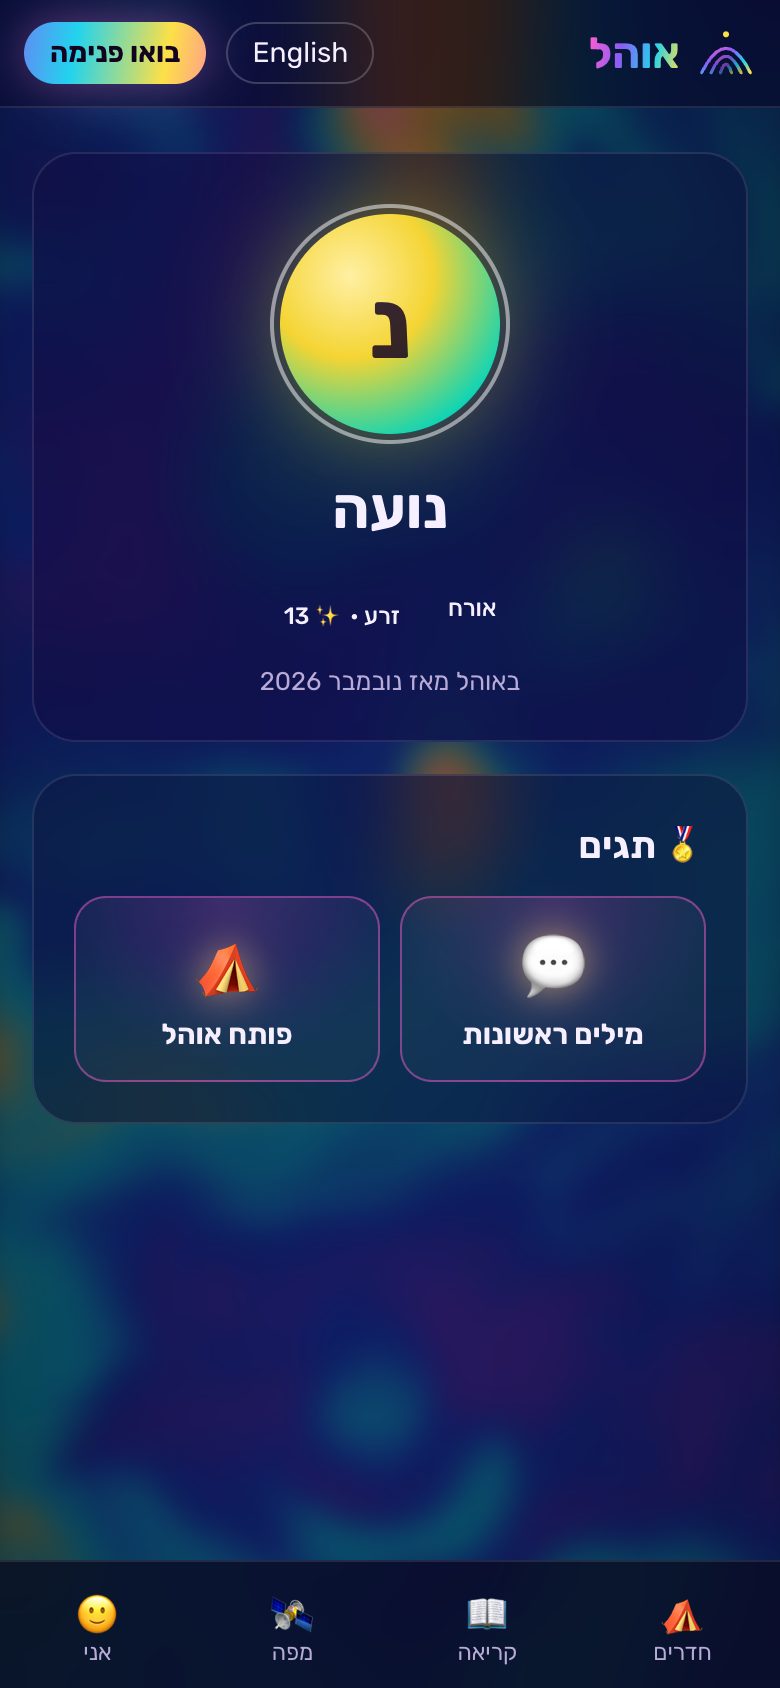 אוהל
English
בואו פנימה
נ
נועה
אורח
זרע • ✨ 13
באוהל מאז נובמבר 2026
🏅 תגים
💬 מילים ראשונות
⛺ פותח אוהל
חדרים
קריאה
מפה
אני